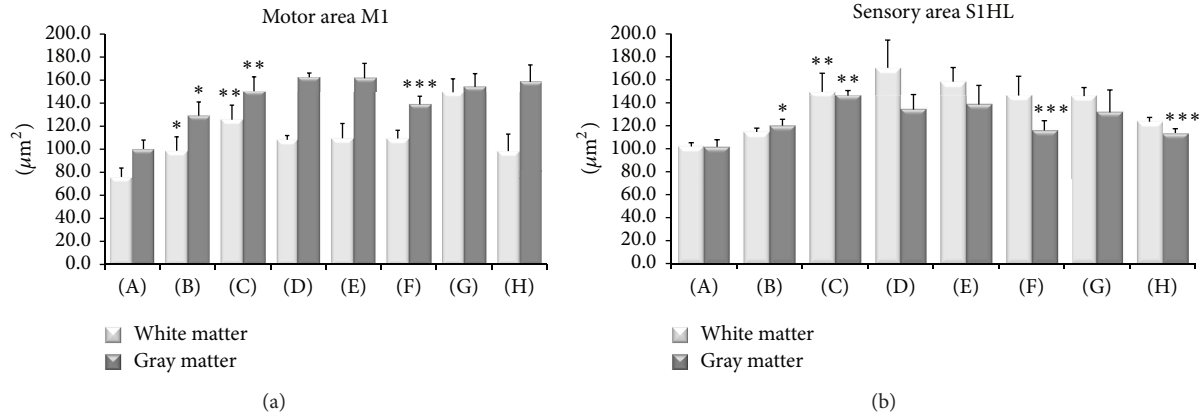 Motor area M1
200.0
180.0
160.0
140.0
120.0
100.0
80.0
60.0
40.0
20.0
0.0
(μm²)
* * ** ** ***
(A) (B) (C) (D) (E) (F) (G) (H)
White matter
Gray matter
(a)
Sensory area S1HL
200.0
180.0
160.0
140.0
120.0
100.0
80.0
60.0
40.0
20.0
0.0
(μm²)
* ** ** *** ***
(A) (B) (C) (D) (E) (F) (G) (H)
White matter
Gray matter
(b)